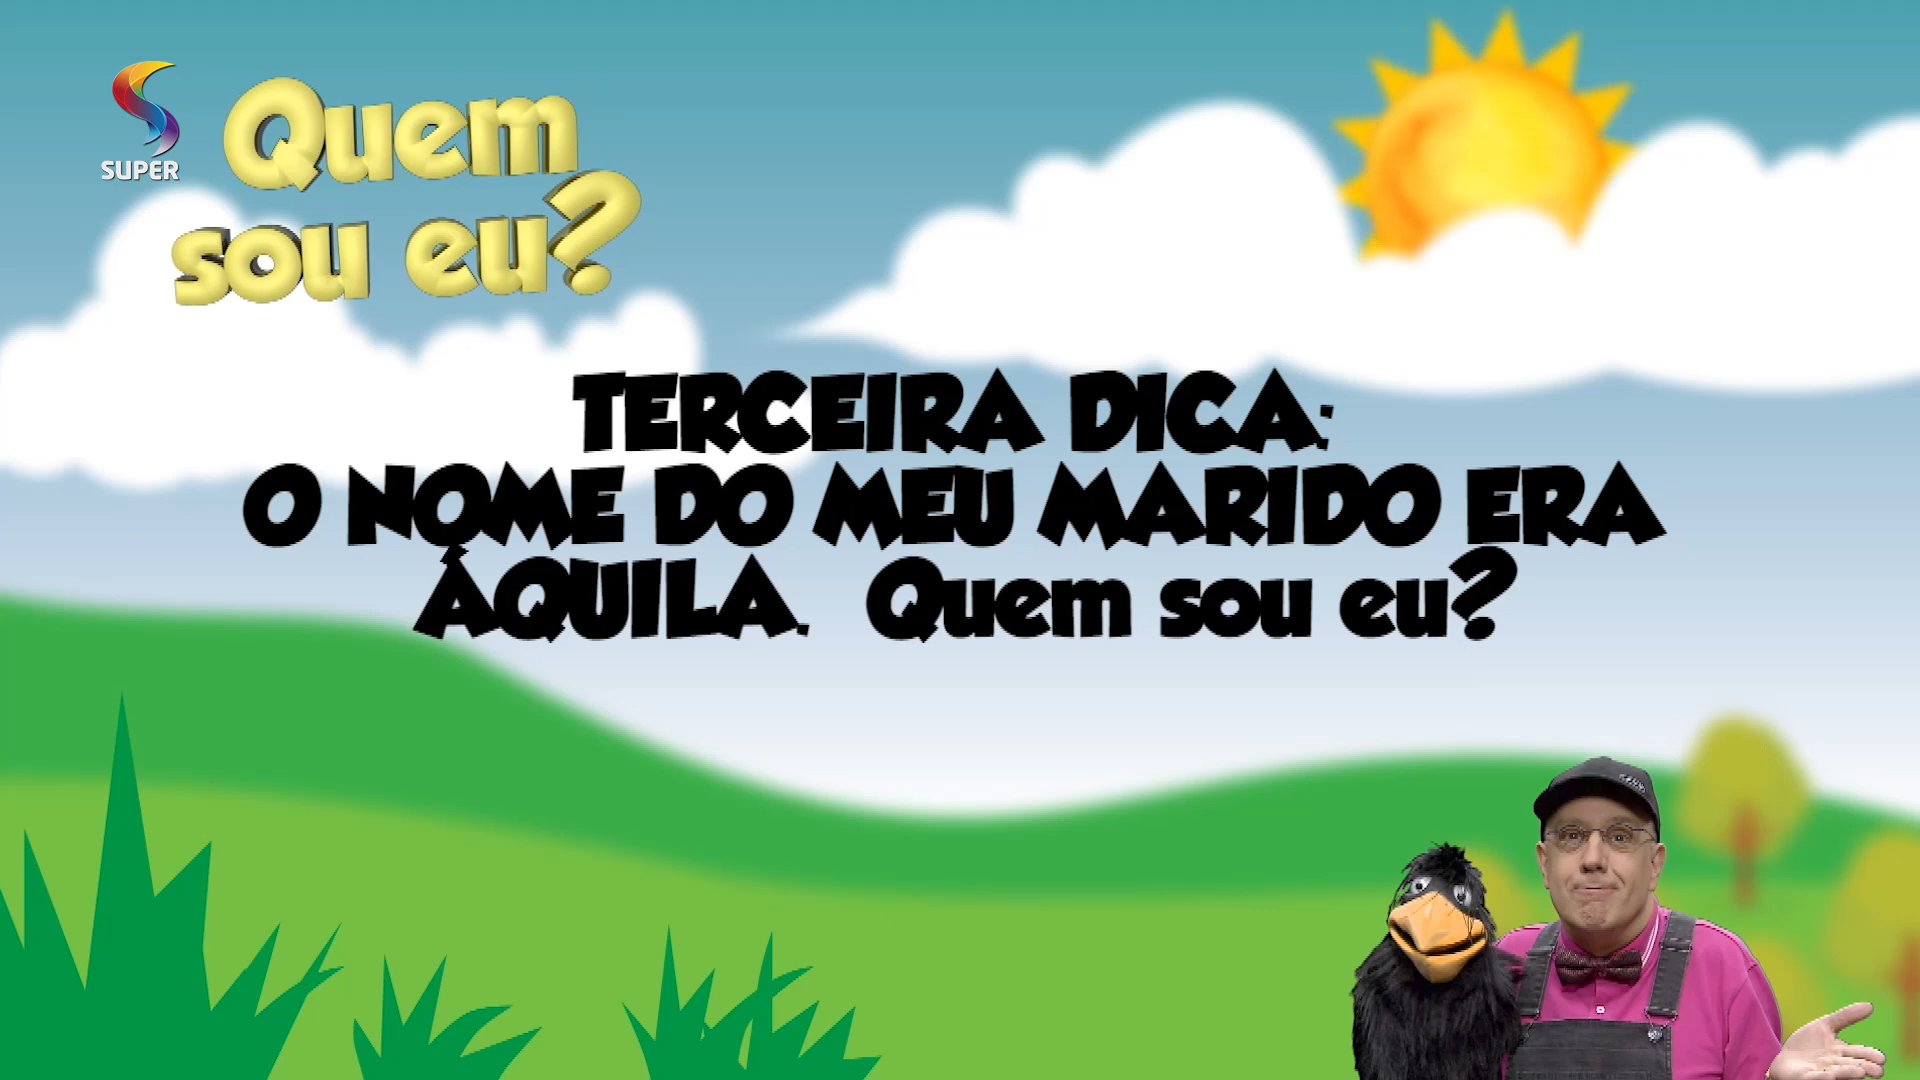 SUPER
Quem
sou eu?
TERCEIRA DICA:
O NOME DO MEU MARIDO ERA
ÁQUILA. Quem sou eu?